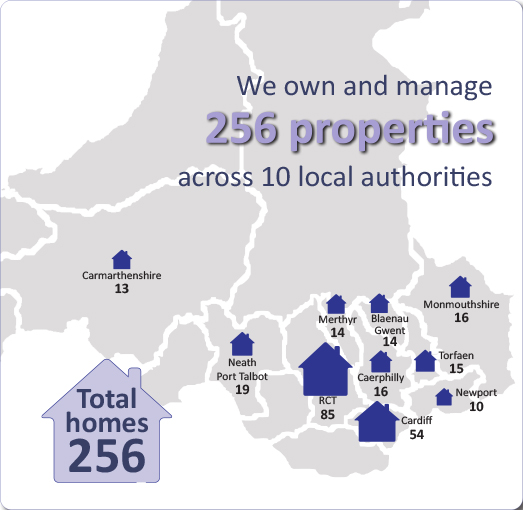 We own and manage
256 properties
across 10 local authorities
Carmarthenshire
13
Merthyr
14
Blaenau
Gwent
14
Monmouthshire
16
Neath
Port Talbot
19
RCT
85
Caerphilly
16
Torfaen
15
Newport
10
Cardiff
54
Total
homes
256